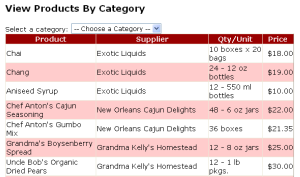 View Products By Category
Select a category: -- Choose a Category --
Product Supplier Qty/Unit Price
Chai Exotic Liquids 10 boxes x 20 bags $18.00
Chang Exotic Liquids 24 - 12 oz bottles $19.00
Aniseed Syrup Exotic Liquids 12 - 550 ml bottles $10.00
Chef Anton's Cajun Seasoning New Orleans Cajun Delights 48 - 6 oz jars $22.00
Chef Anton's Gumbo Mix New Orleans Cajun Delights 36 boxes $21.35
Grandma's Boysenberry Spread Grandma Kelly's Homestead 12 - 8 oz jars $25.00
Uncle Bob's Organic Dried Pears Grandma Kelly's Homestead 12 - 1 lb pkgs. $30.00